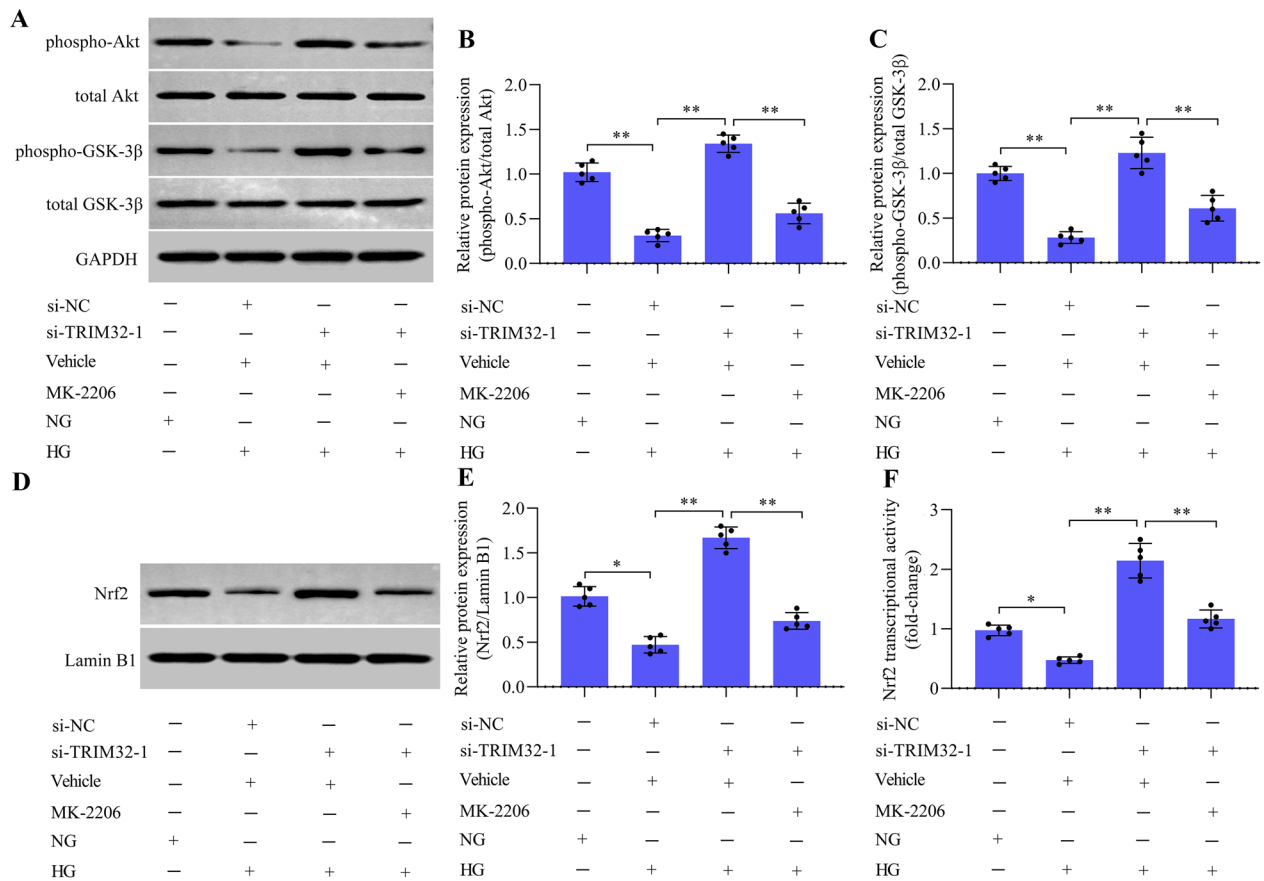 A
phospho-Akt
total Akt
phospho-GSK-3β
total GSK-3β
GAPDH
si-NC — + — —
si-TRIM32-1 — — + +
Vehicle — + + —
MK-2206 — — — +
NG + — — —
HG — + + +
B
Relative protein expression
(phospho-Akt/total Akt)
2.0
1.5
1.0
0.5
0.0
** ** **
si-NC — + — —
si-TRIM32-1 — — + +
Vehicle — + + —
MK-2206 — — — +
NG + — — —
HG — + + +
C
Relative protein expression
(phospho-GSK-3β/total GSK-3β)
2.0
1.5
1.0
0.5
0.0
** ** **
si-NC — + — —
si-TRIM32-1 — — + +
Vehicle — + + —
MK-2206 — — — +
NG + — — —
HG — + + +
D
Nrf2
Lamin B1
si-NC — + — —
si-TRIM32-1 — — + +
Vehicle — + + —
MK-2206 — — — +
NG + — — —
HG — + + +
E
Relative protein expression
(Nrf2/Lamin B1)
2.0
1.5
1.0
0.5
0.0
* ** **
si-NC — + — —
si-TRIM32-1 — — + +
Vehicle — + + —
MK-2206 — — — +
NG + — — —
HG — + + +
F
Nrf2 transcriptional activity
(fold-change)
3
2
1
0
* ** **
si-NC — + — —
si-TRIM32-1 — — + +
Vehicle — + + —
MK-2206 — — — +
NG + — — —
HG — + + +